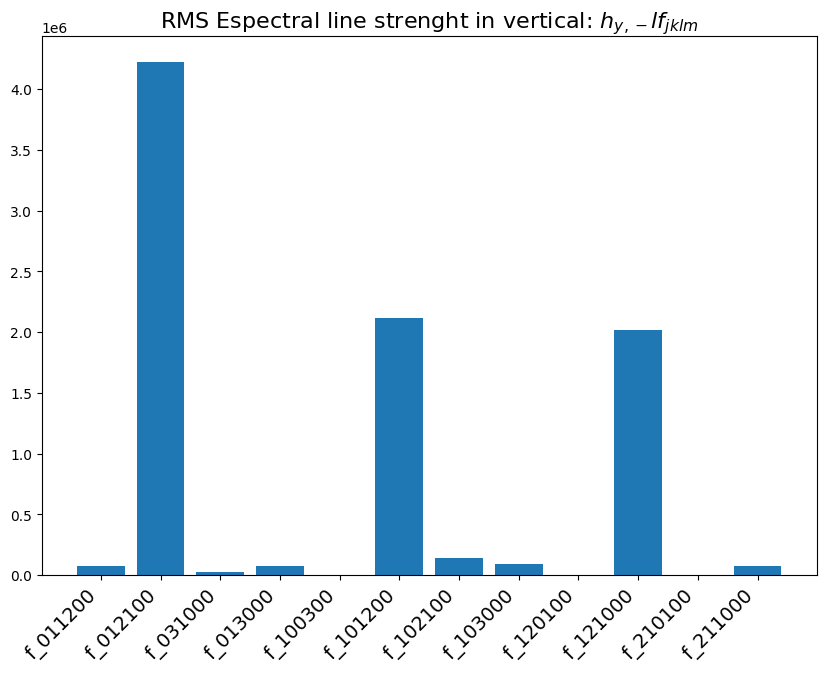 RMS Espectral line strenght in vertical: h_{y,-}lf_{jklm}
1e6
4.0
3.5
3.0
2.5
2.0
1.5
1.0
0.5
0.0
f_011200
f_012100
f_031000
f_013000
f_100300
f_101200
f_102100
f_103000
f_120100
f_121000
f_210100
f_211000